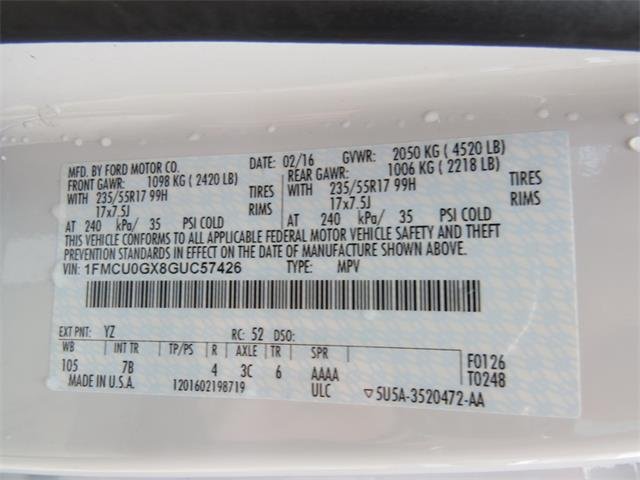 MFD. BY FORD MOTOR CO. DATE: 02/16 GVWR: 2050 KG (4520 LB)
FRONT GAWR: 1098 KG (2420 LB) REAR GAWR: 1006 KG (2218 LB)
WITH 235/55R17 99H TIRES WITH 235/55R17 99H TIRES
17x7.5J RIMS 17x7.5J RIMS
AT 240 kPa/ 35 PSI COLD AT 240 kPa/ 35 PSI COLD
THIS VEHICLE CONFORMS TO ALL APPLICABLE FEDERAL MOTOR VEHICLE SAFETY AND THEFT
PREVENTION STANDARDS IN EFFECT ON THE DATE OF MANUFACTURE SHOWN ABOVE.
VIN: 1FMCU0GX8GUC57426 TYPE: MPV
EXT PNT: YZ RC: 52 DSO:
WB INT TR TP/PS R AXLE TR SPR F0126
105 7B 4 3C 6 AAAA T0248
MADE IN U.S.A. 1201602198719 ULC ▽5U5A-3520472-AA